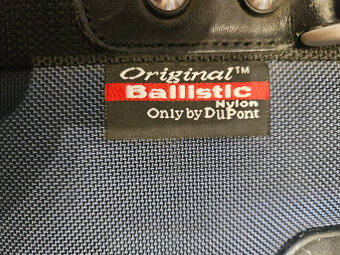 Original™
Ballistic
Nylon
Only by DuPont